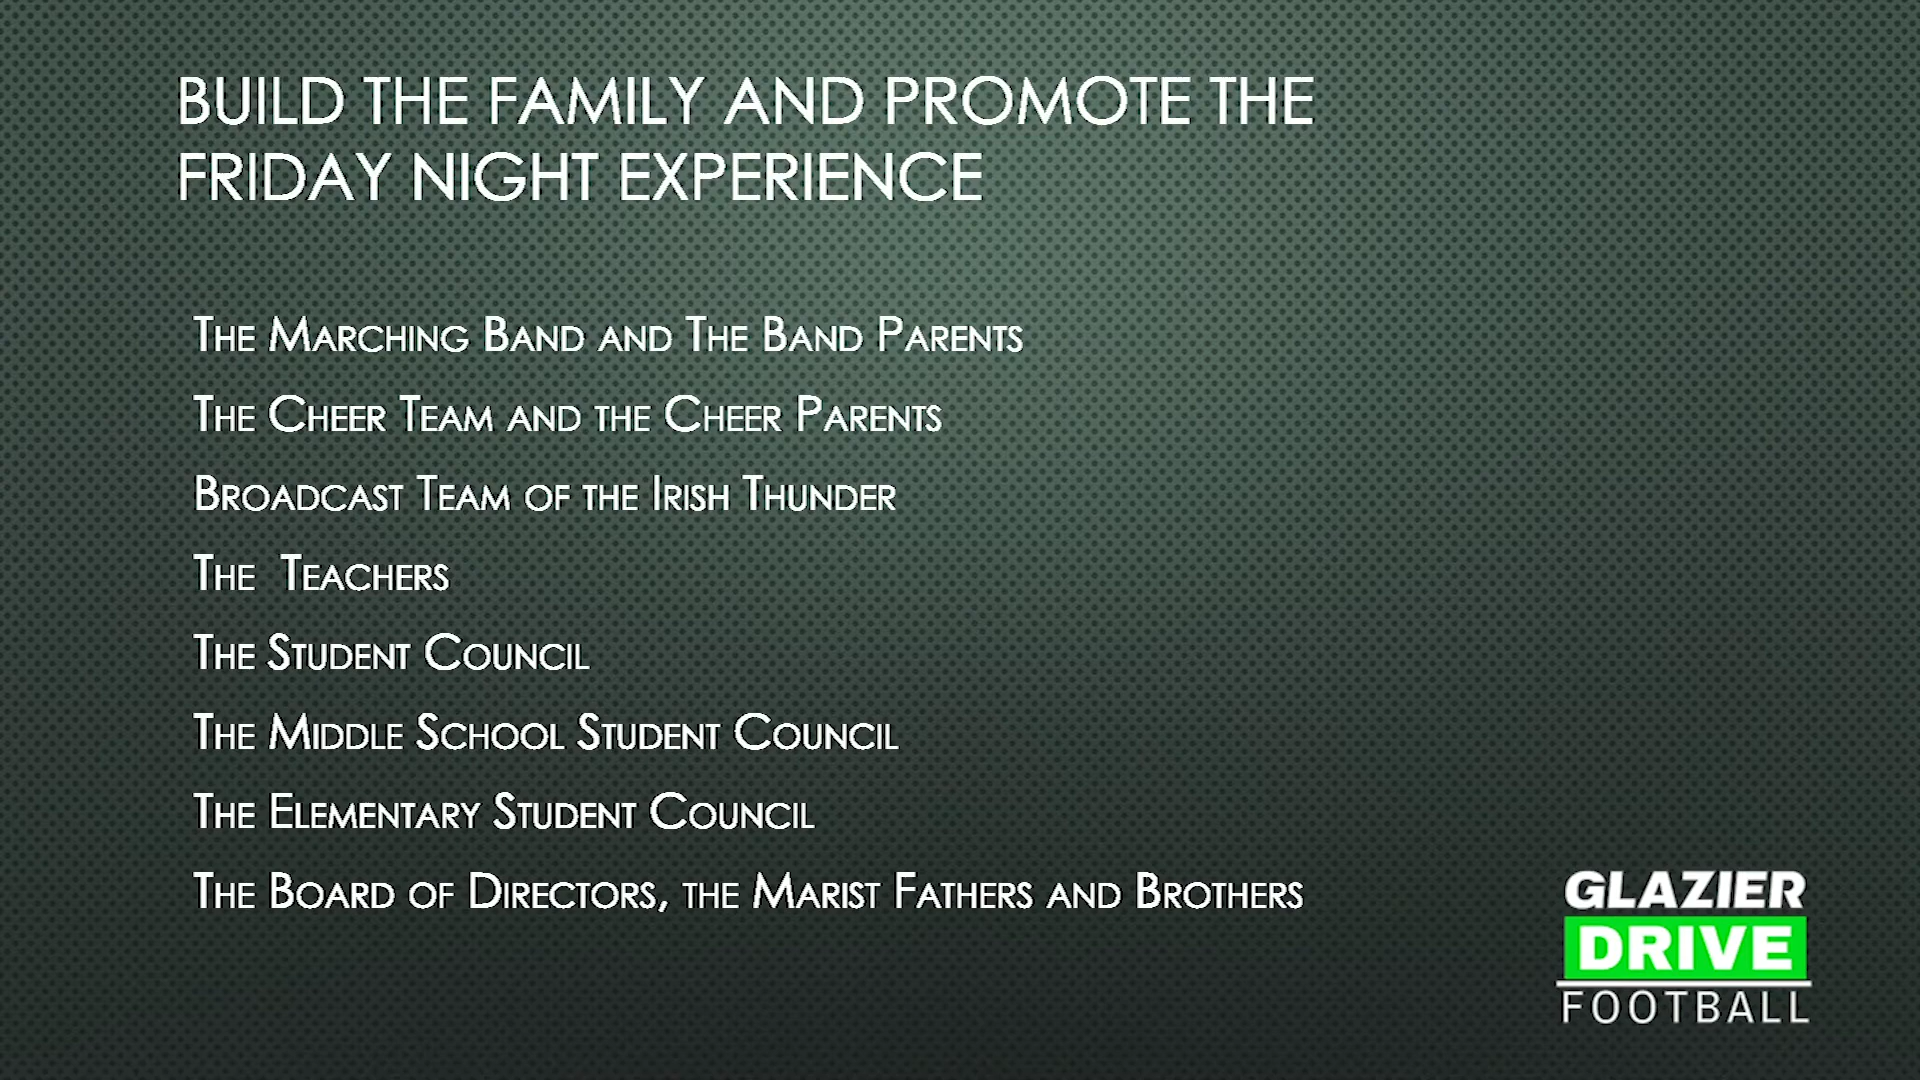 BUILD THE FAMILY AND PROMOTE THE
FRIDAY NIGHT EXPERIENCE
The Marching Band and The Band Parents
The Cheer Team and the Cheer Parents
Broadcast Team of the Irish Thunder
The  Teachers
The Student Council
The Middle School Student Council
The Elementary Student Council
The Board of Directors, the Marist Fathers and Brothers
GLAZIER
DRIVE
FOOTBALL